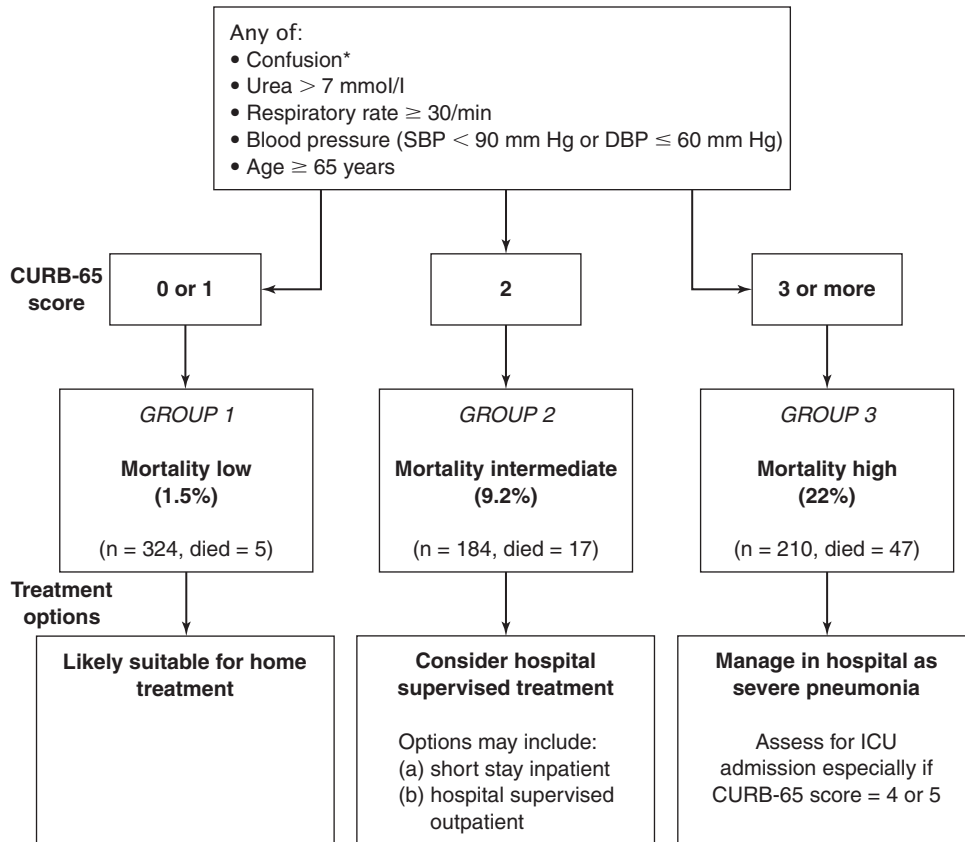 Any of:
• Confusion*
• Urea > 7 mmol/l
• Respiratory rate ≥ 30/min
• Blood pressure (SBP < 90 mm Hg or DBP ≤ 60 mm Hg)
• Age ≥ 65 years
CURB-65
score
0 or 1
2
3 or more
GROUP 1
Mortality low
(1.5%)
(n = 324, died = 5)
GROUP 2
Mortality intermediate
(9.2%)
(n = 184, died = 17)
GROUP 3
Mortality high
(22%)
(n = 210, died = 47)
Treatment
options
Likely suitable for home
treatment
Consider hospital
supervised treatment
Options may include:
(a) short stay inpatient
(b) hospital supervised
outpatient
Manage in hospital as
severe pneumonia
Assess for ICU
admission especially if
CURB-65 score = 4 or 5